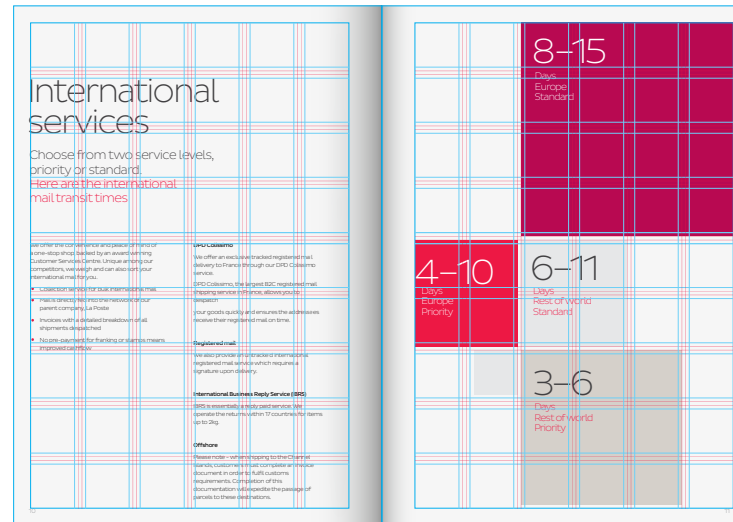 International
services
Choose from two service levels,
priority or standard.
Here are the international
mail transit times
We offer the convenience and peace of mind of
a one-stop shop backed by an award winning
Customer Services Centre. Unique among our
competitors, we weigh and can also sort your
international mail for you.
• Collection service for bulk international mail
• Mail is directly fed into the network of our
parent company, La Poste
• Invoices with a detailed breakdown of all
shipments despatched
• No pre-payment for franking or stamps means
improved cashflow
DPD Colissimo
We offer an exclusive tracked registered mail
delivery to France through our DPD Colissimo
service.
DPD Colissimo, the largest B2C registered mail
shipping service in France, allows you to
despatch
your goods quickly and ensures the addressees
receive their registered mail on time.
Registered mail
We also provide an untracked international
registered mail service which requires a
signature upon delivery.
International Business Reply Service (IBRS)
IBRS is essentially a reply paid service. We
operate the returns within 17 countries for items
up to 2kg.
Offshore
Please note - when shipping to the Channel
Islands, customers must complete an invoice
document in order to fulfil customs
requirements. Completion of this
documentation will expedite the passage of
parcels to these destinations.
8–15
Days
Europe
Standard
4–10
Days
Europe
Priority
6–11
Days
Rest of world
Standard
3–6
Days
Rest of world
Priority